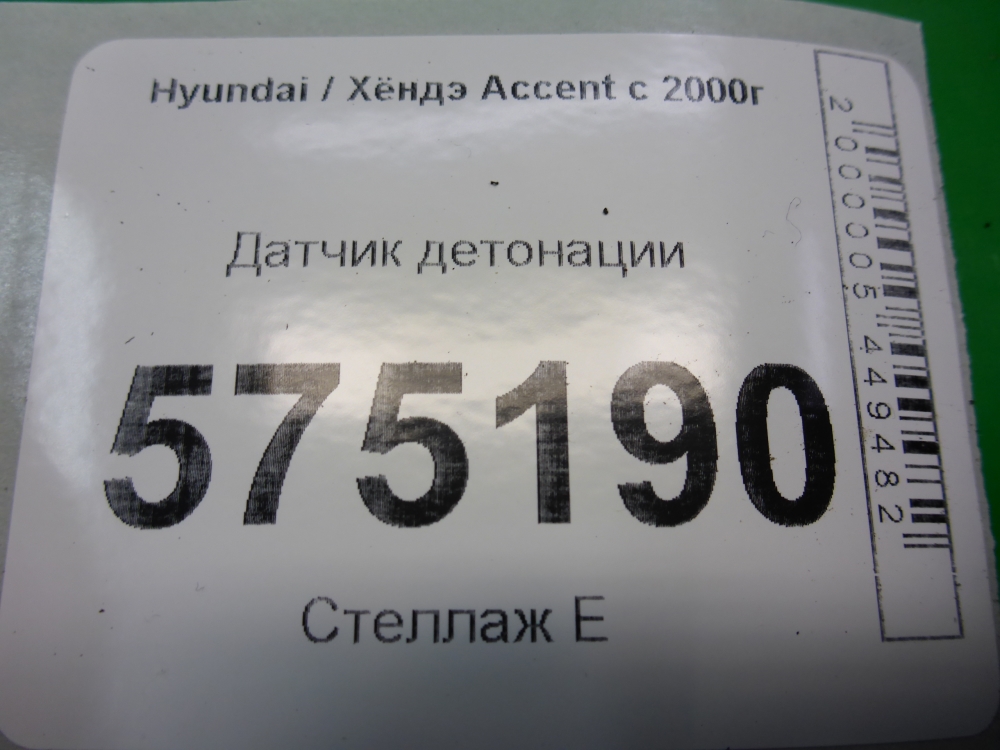 Hyundai / Хёндэ Accent с 2000г
Датчик детонации
575190
Стеллаж Е
2000005449482